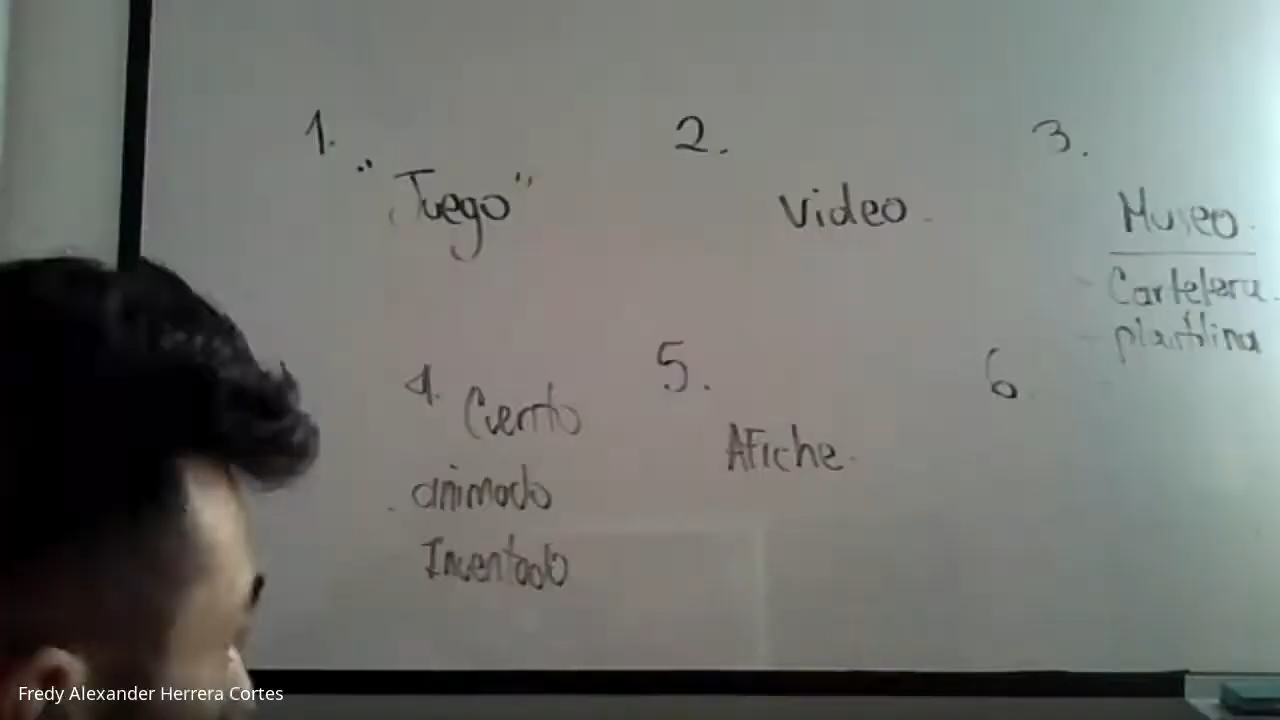 1.
"Juego"
2.
Video.
3.
Museo.
- Cartelera.
- plastilina
4. Cuento
animado
Inventado
5.
Afiche.
6
Fredy Alexander Herrera Cortes